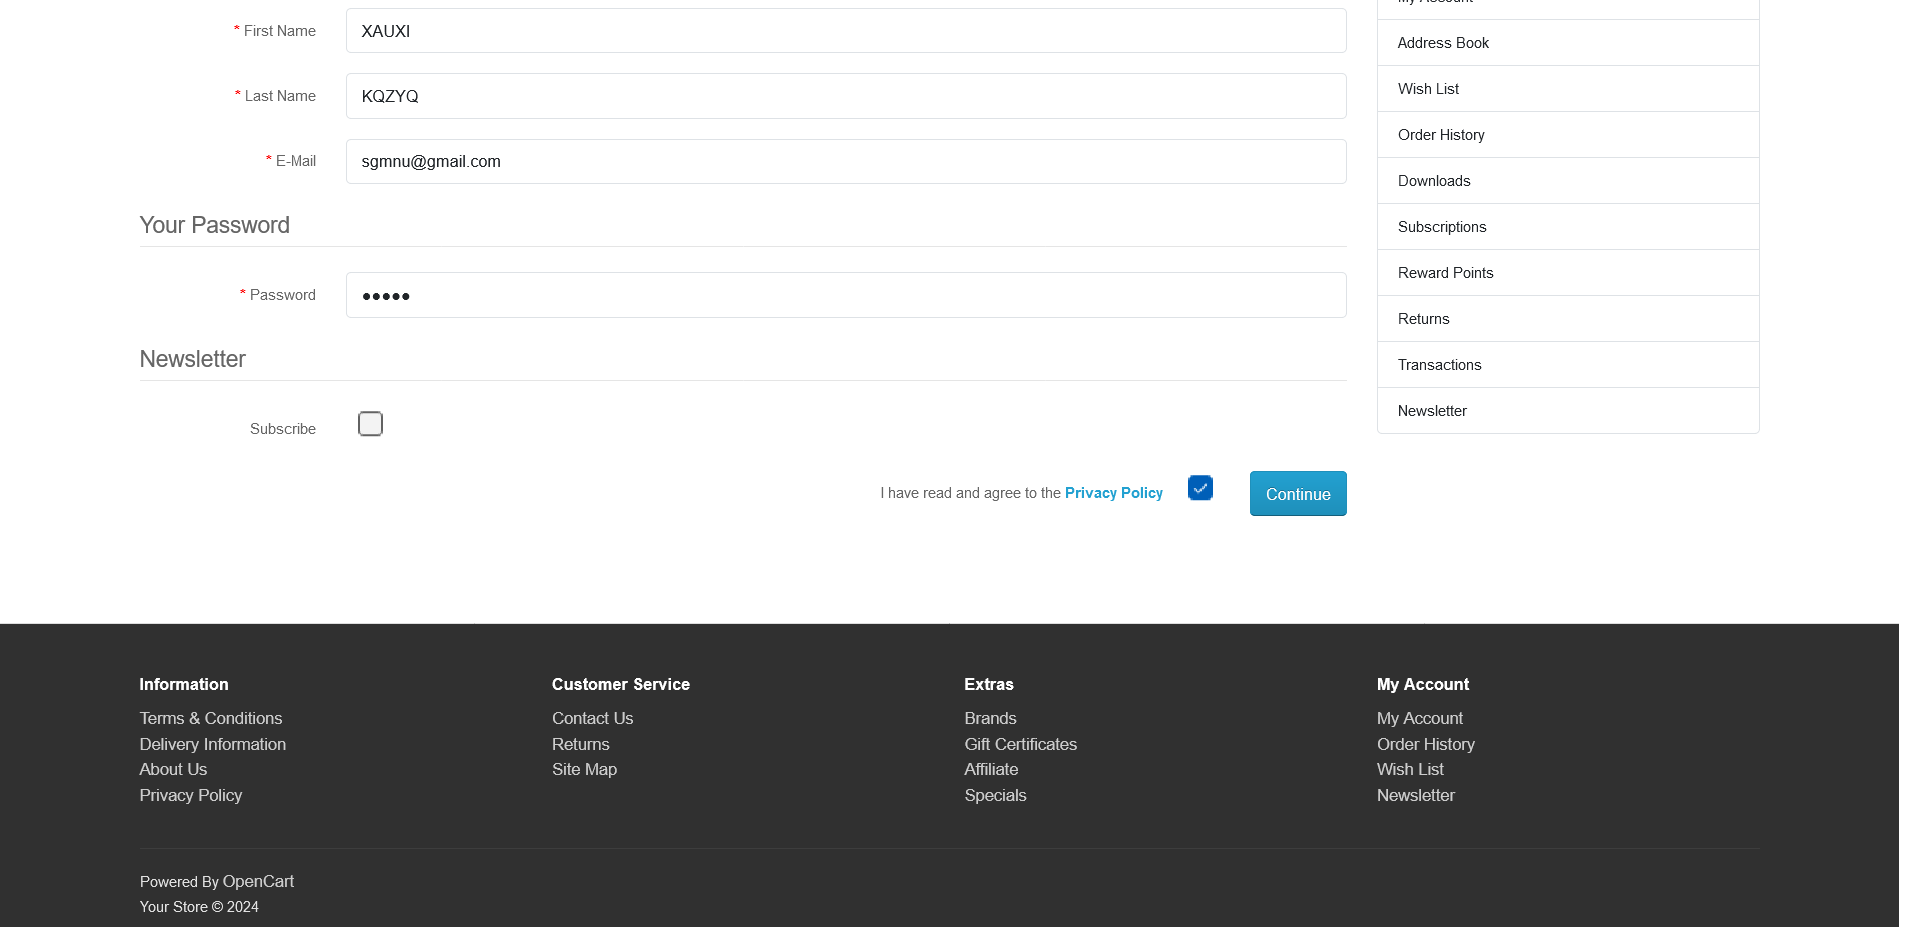 * First Name
XAUXI
* Last Name
KQZYQ
* E-Mail
sgmnu@gmail.com
Your Password
* Password
•••••
Newsletter
Subscribe
I have read and agree to the Privacy Policy
Continue
My Account
Address Book
Wish List
Order History
Downloads
Subscriptions
Reward Points
Returns
Transactions
Newsletter
Information
Terms & Conditions
Delivery Information
About Us
Privacy Policy
Customer Service
Contact Us
Returns
Site Map
Extras
Brands
Gift Certificates
Affiliate
Specials
My Account
My Account
Order History
Wish List
Newsletter
Powered By OpenCart
Your Store © 2024